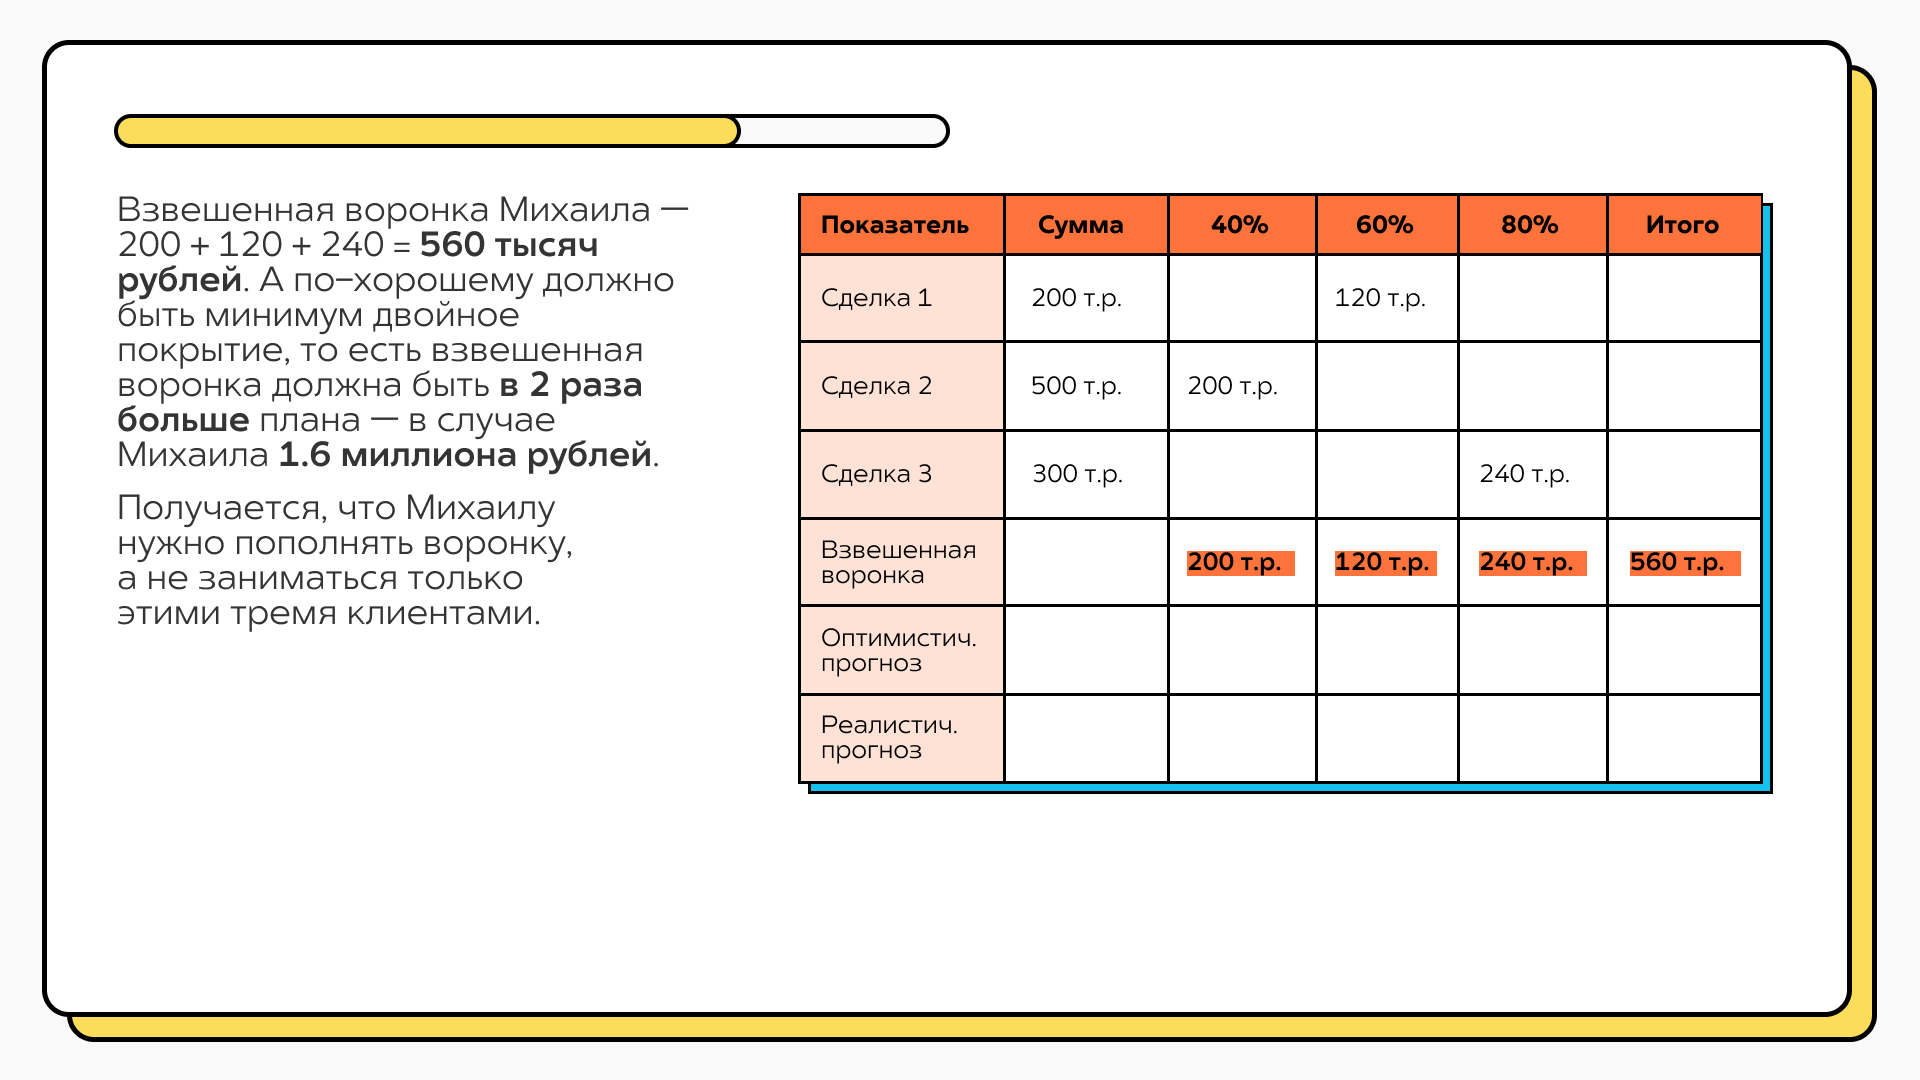 Взвешенная воронка Михаила —
200 + 120 + 240 = 560 тысяч
рублей. А по–хорошему должно
быть минимум двойное
покрытие, то есть взвешенная
воронка должна быть в 2 раза
больше плана — в случае
Михаила 1.6 миллиона рублей.
Получается, что Михаилу
нужно пополнять воронку,
а не заниматься только
этими тремя клиентами.
Показатель Сумма 40% 60% 80% Итого
Сделка 1 200 т.р. 120 т.р.
Сделка 2 500 т.р. 200 т.р.
Сделка 3 300 т.р. 240 т.р.
Взвешенная
воронка 200 т.р. 120 т.р. 240 т.р. 560 т.р.
Оптимистич.
прогноз
Реалистич.
прогноз